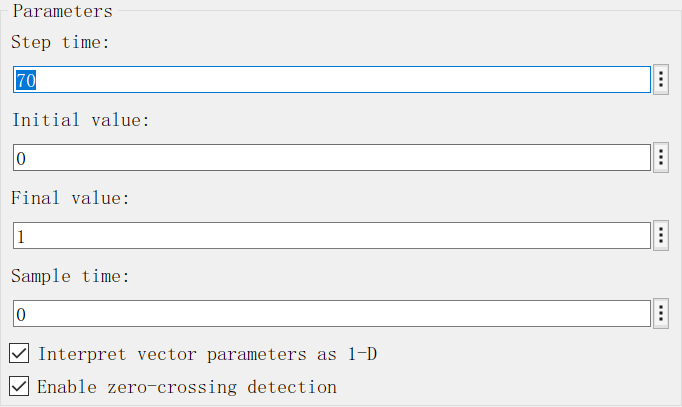 Parameters
Step time:
70
Initial value:
0
Final value:
1
Sample time:
0
Interpret vector parameters as 1-D
Enable zero-crossing detection